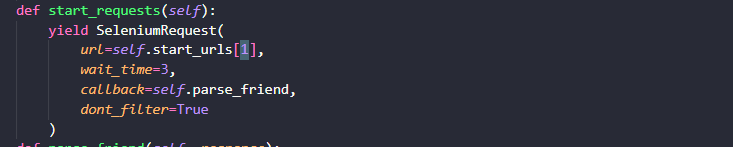 def start_requests(self):
yield SeleniumRequest(
url=self.start_urls[1],
wait_time=3,
callback=self.parse_friend,
dont_filter=True
)